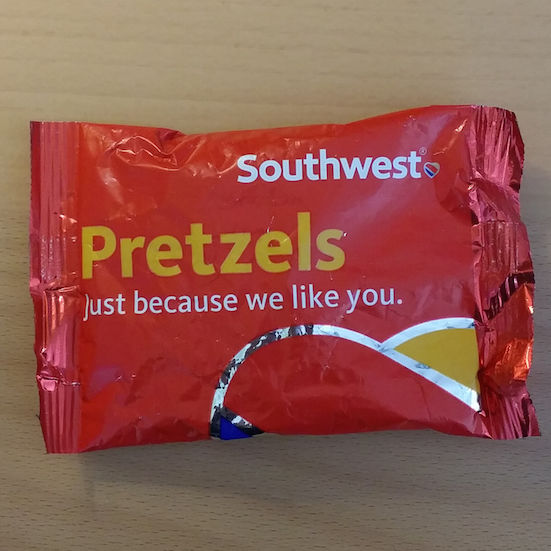 Southwest®
Pretzels
Just because we like you.